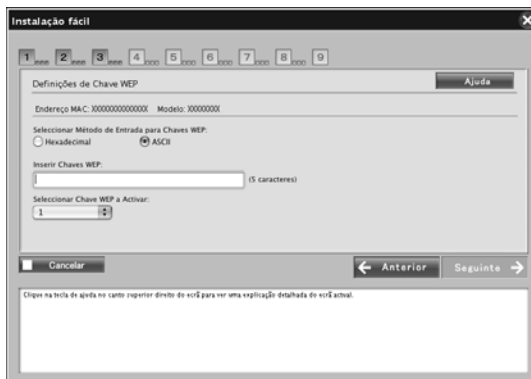 Instalação fácil
1 2 3 4 5 6 7 8 9
Definições de Chave WEP
Ajuda
Endereço MAC: XXXXXXXXXXXXXX Modelo: XXXXXXXX
Seleccionar Método de Entrada para Chaves WEP:
Hexadecimal ASCII
Inserir Chaves WEP:
(5 caracteres)
Seleccionar Chave WEP a Activar:
1
Cancelar
Anterior
Seguinte
Clique na tecla de ajuda no canto superior direito do ecrã para ver uma explicação detalhada do ecrã actual.